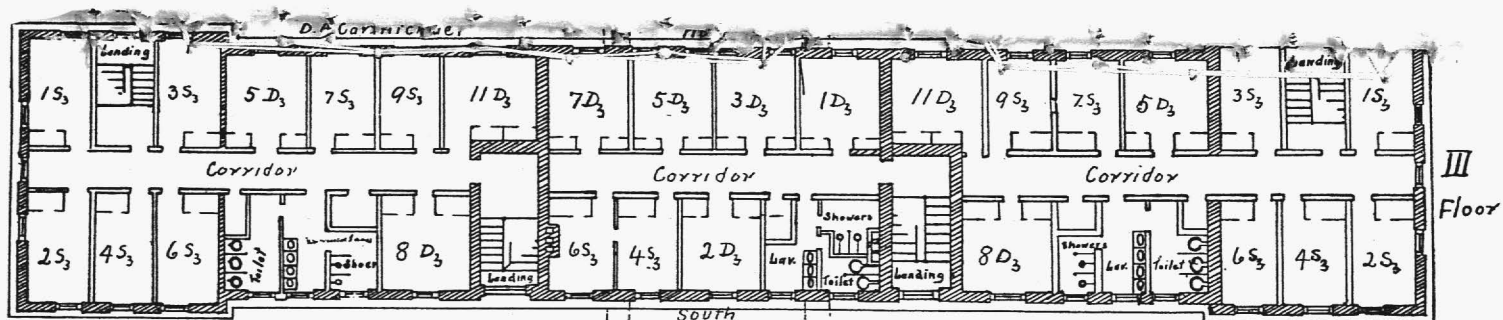 D. A. Carmichael
Landing
Landing
1S₃
3S₃
5D₃
7S₃
9S₃
11D₃
7D₃
5D₃
3D₃
1D₃
11D₃
9S₃
7S₃
5D₃
3S₃
1S₃
Corridor
Corridor
Corridor
III
Floor
2S₃
4S₃
6S₃
Toilet
Shower
8D₃
Landing
6S₃
4S₃
2D₃
Lav.
Showers
Toilet
Landing
8D₃
Showers
Lav.
Toilet
6S₃
4S₃
2S₃
South